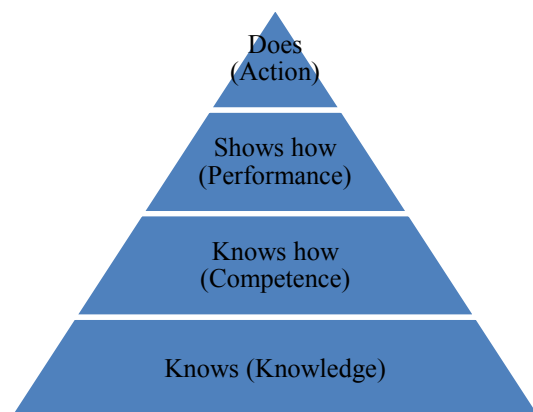 Does
(Action)
Shows how
(Performance)
Knows how
(Competence)
Knows (Knowledge)